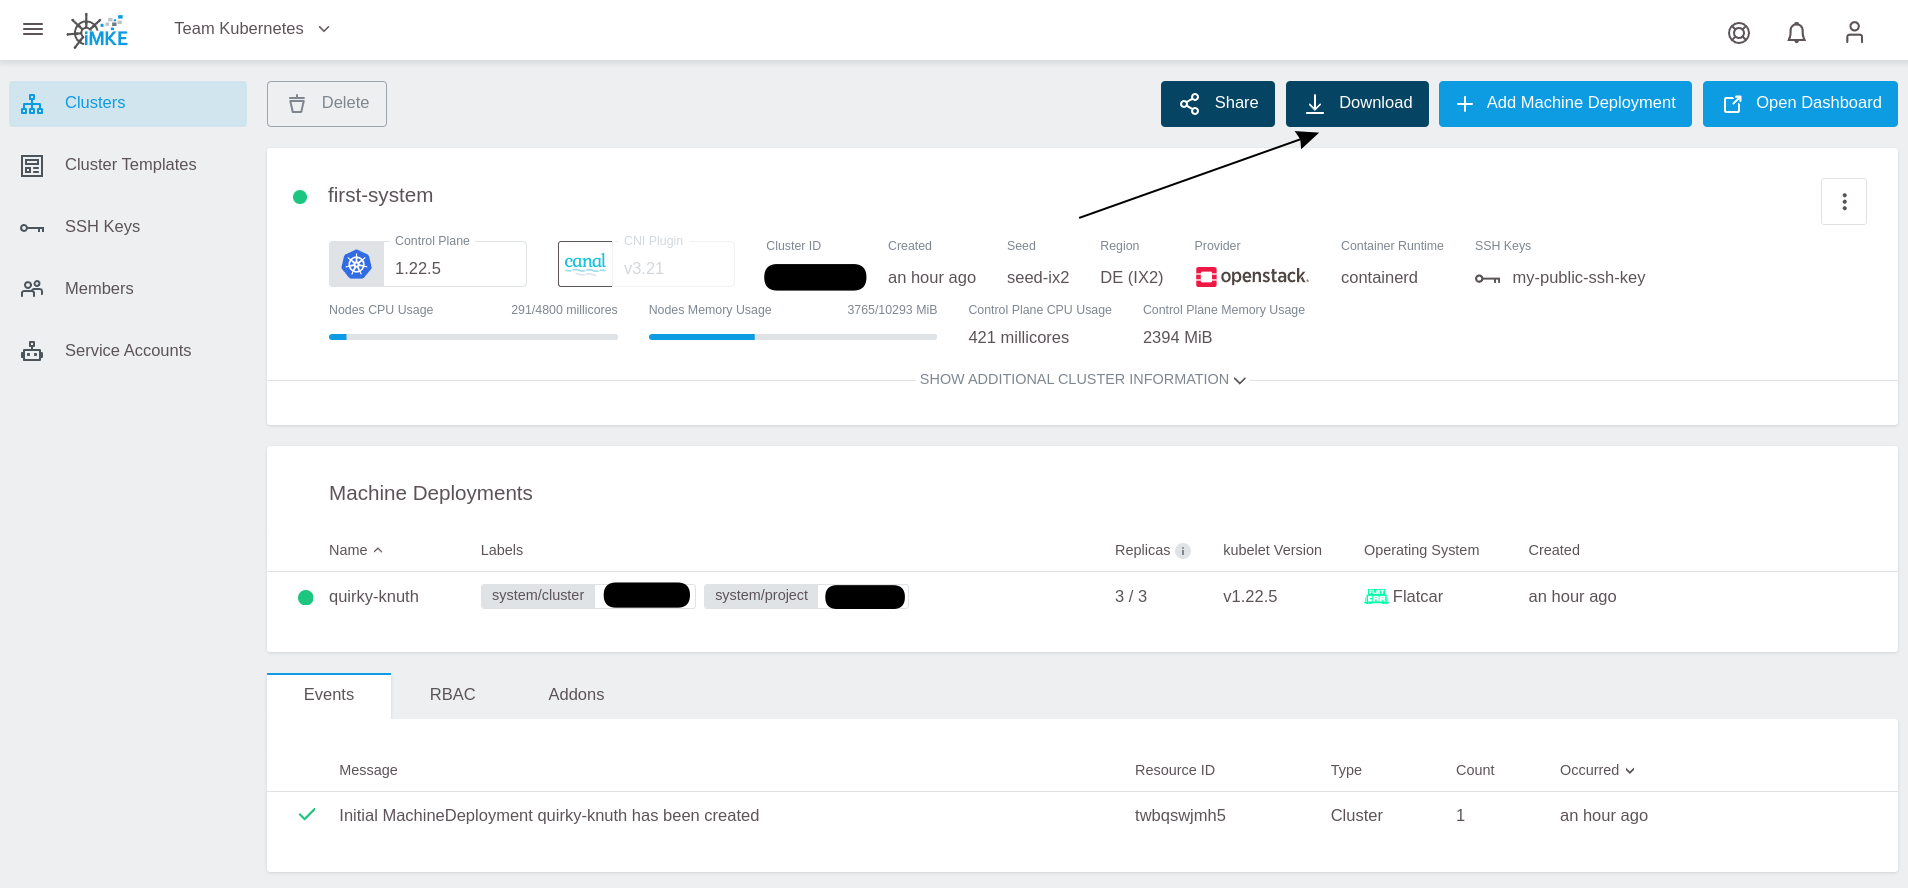 iMKE
Team Kubernetes
Clusters
Cluster Templates
SSH Keys
Members
Service Accounts
Delete
Share
Download
Add Machine Deployment
Open Dashboard
first-system
Control Plane
1.22.5
canal
CNI Plugin
v3.21
Cluster ID
Created
an hour ago
Seed
seed-ix2
Region
DE (IX2)
Provider
openstack.
Container Runtime
containerd
SSH Keys
my-public-ssh-key
Nodes CPU Usage 291/4800 millicores
Nodes Memory Usage 3765/10293 MiB
Control Plane CPU Usage
421 millicores
Control Plane Memory Usage
2394 MiB
SHOW ADDITIONAL CLUSTER INFORMATION
Machine Deployments
Name Labels Replicas kubelet Version Operating System Created
quirky-knuth system/cluster system/project 3 / 3 v1.22.5 FLAT CAR Flatcar an hour ago
Events RBAC Addons
Message Resource ID Type Count Occurred
Initial MachineDeployment quirky-knuth has been created twbqswjmh5 Cluster 1 an hour ago